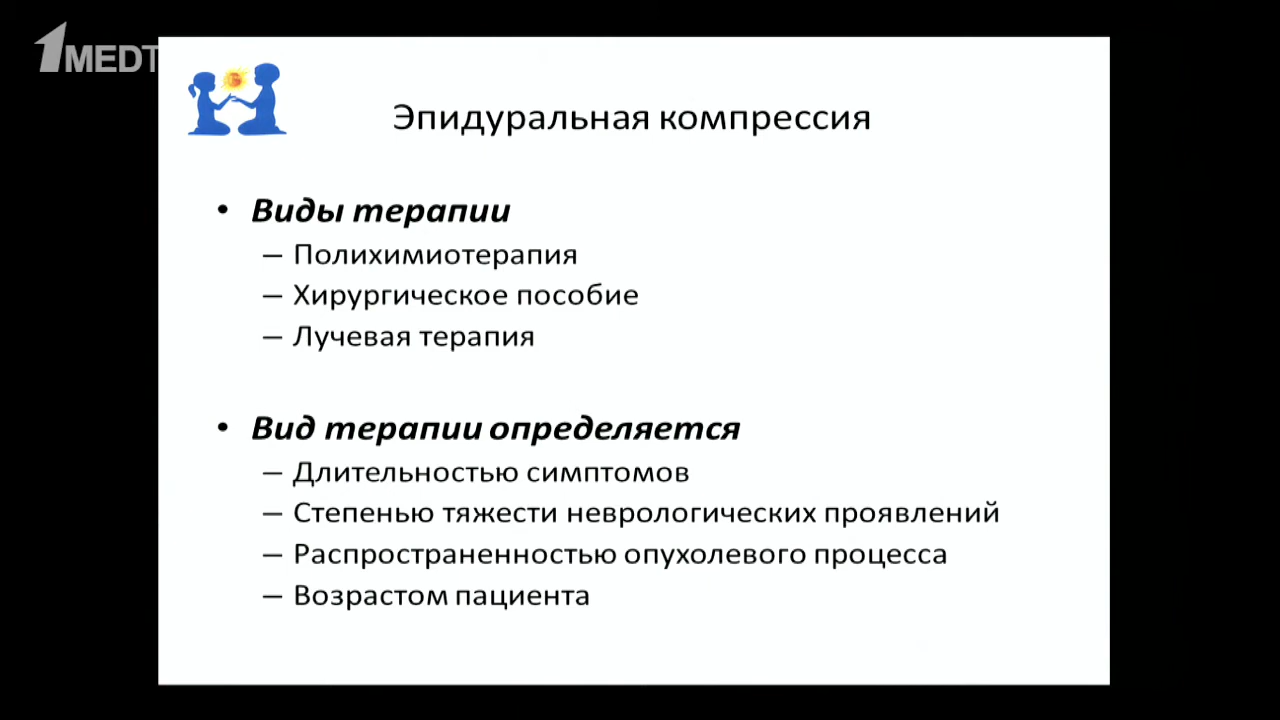 1MEDT
Эпидуральная компрессия
• Виды терапии
– Полихимиотерапия
– Хирургическое пособие
– Лучевая терапия
• Вид терапии определяется
– Длительностью симптомов
– Степенью тяжести неврологических проявлений
– Распространенностью опухолевого процесса
– Возрастом пациента